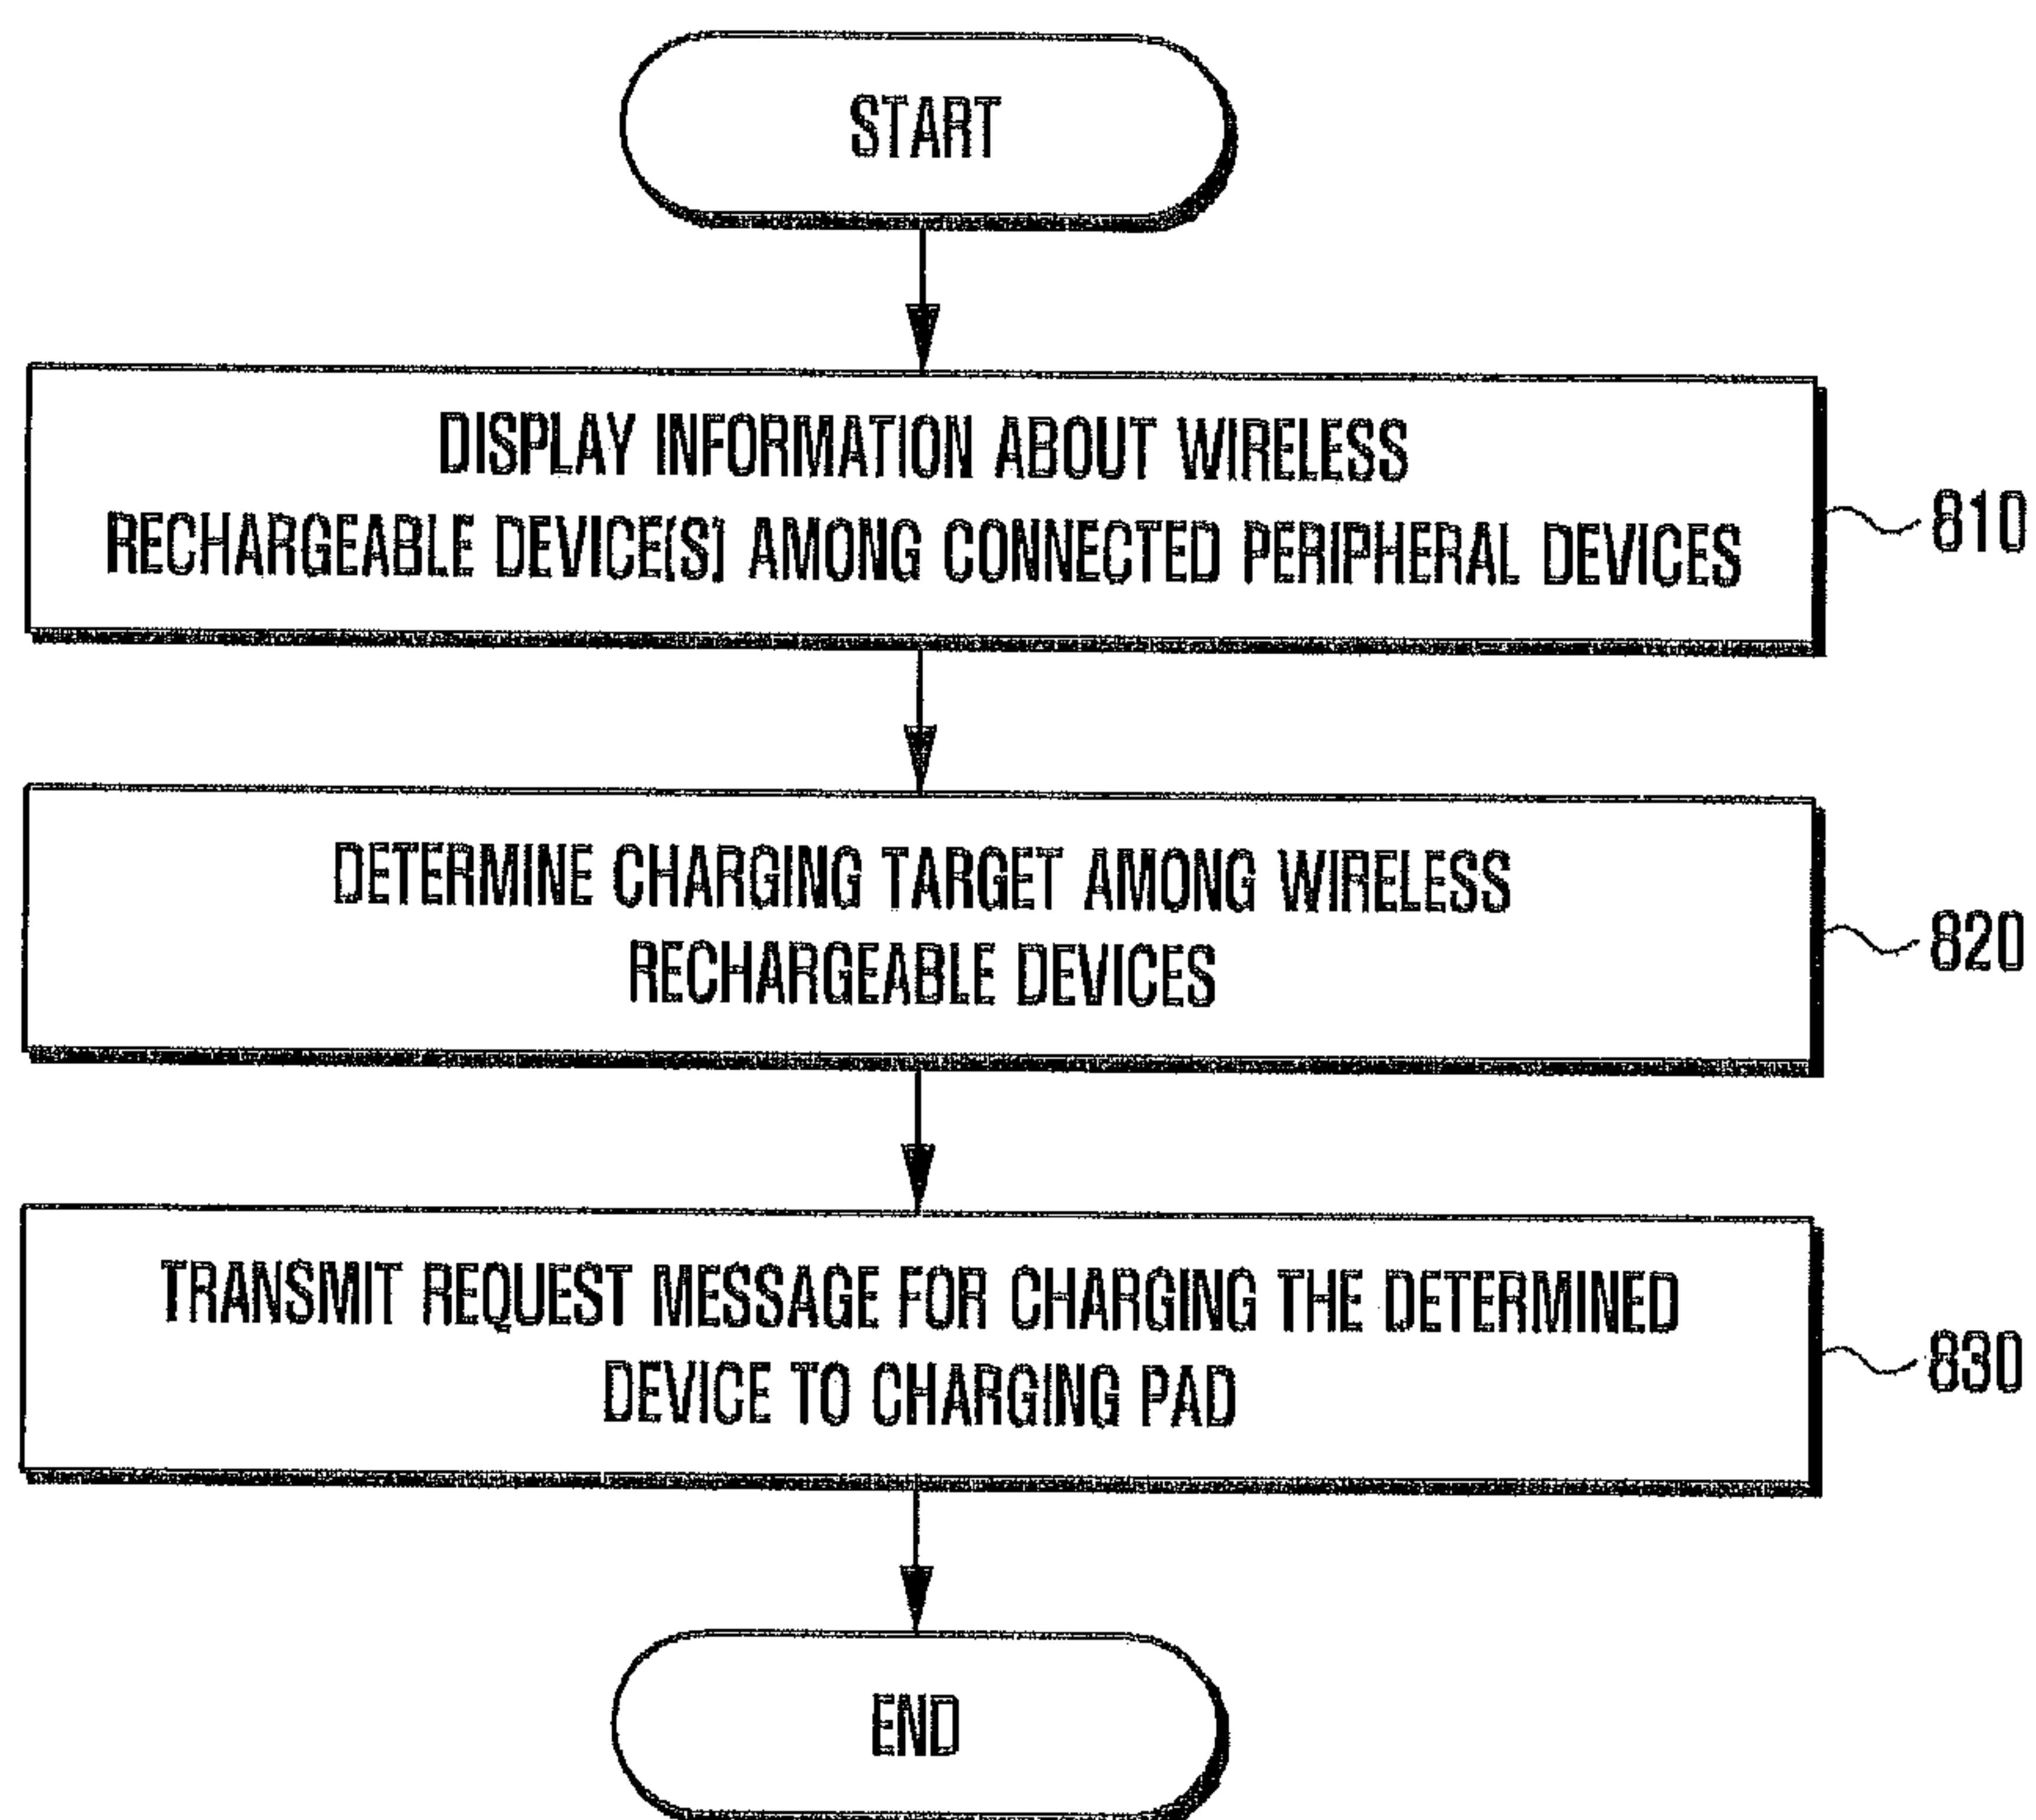 START
DISPLAY INFORMATION ABOUT WIRELESS
RECHARGEABLE DEVICE(S) AMONG CONNECTED PERIPHERAL DEVICES
810
DETERMINE CHARGING TARGET AMONG WIRELESS
RECHARGEABLE DEVICES
820
TRANSMIT REQUEST MESSAGE FOR CHARGING THE DETERMINED
DEVICE TO CHARGING PAD
830
END